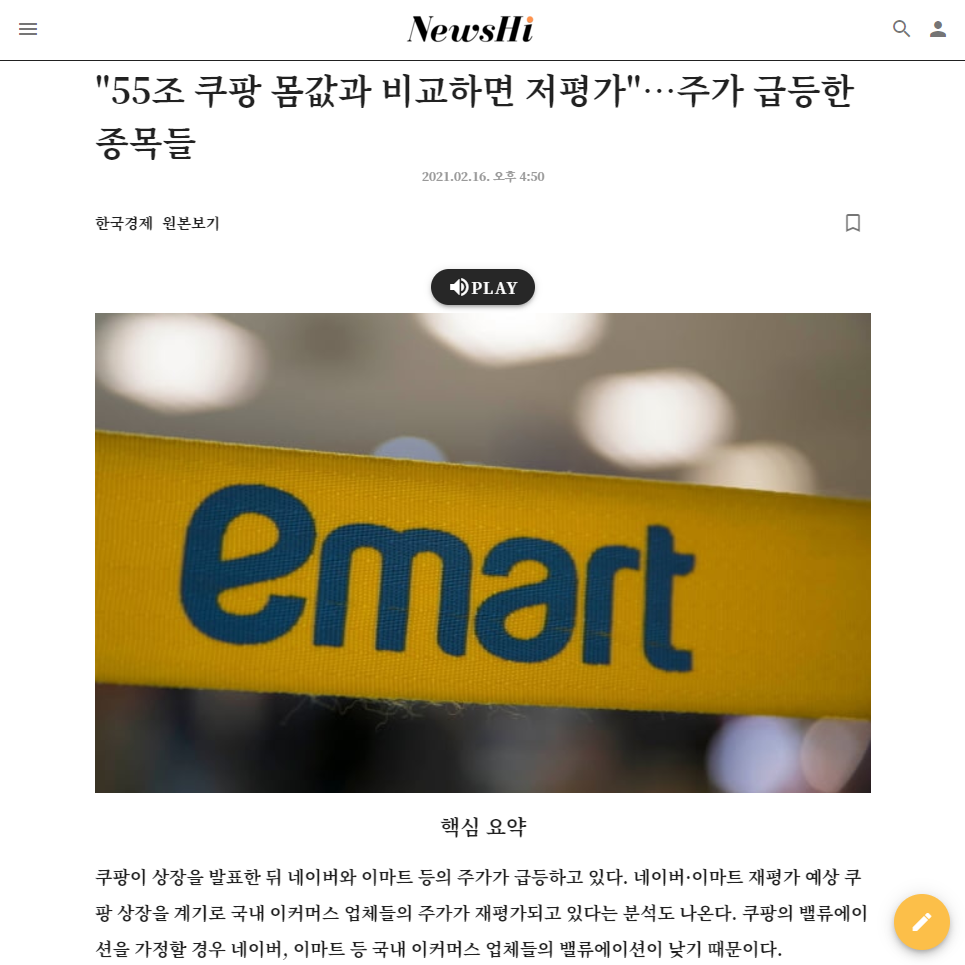 NewsHi
"55조 쿠팡 몸값과 비교하면 저평가"…주가 급등한
종목들
2021.02.16. 오후 4:50
한국경제 원본보기
PLAY
emart
핵심 요약
쿠팡이 상장을 발표한 뒤 네이버와 이마트 등의 주가가 급등하고 있다. 네이버·이마트 재평가 예상 쿠
팡 상장을 계기로 국내 이커머스 업체들의 주가가 재평가되고 있다는 분석도 나온다. 쿠팡의 밸류에이
션을 가정할 경우 네이버, 이마트 등 국내 이커머스 업체들의 밸류에이션이 낮기 때문이다.